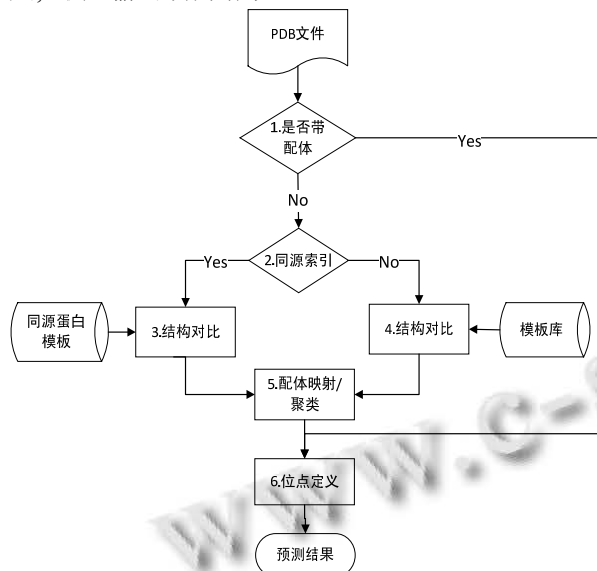 PDB文件
1.是否带
配体
Yes
No
2.同源索引
Yes
No
同源蛋白
模板
3.结构对比
4.结构对比
模板库
5.配体映射/
聚类
6.位点定义
预测结果
www.c-s